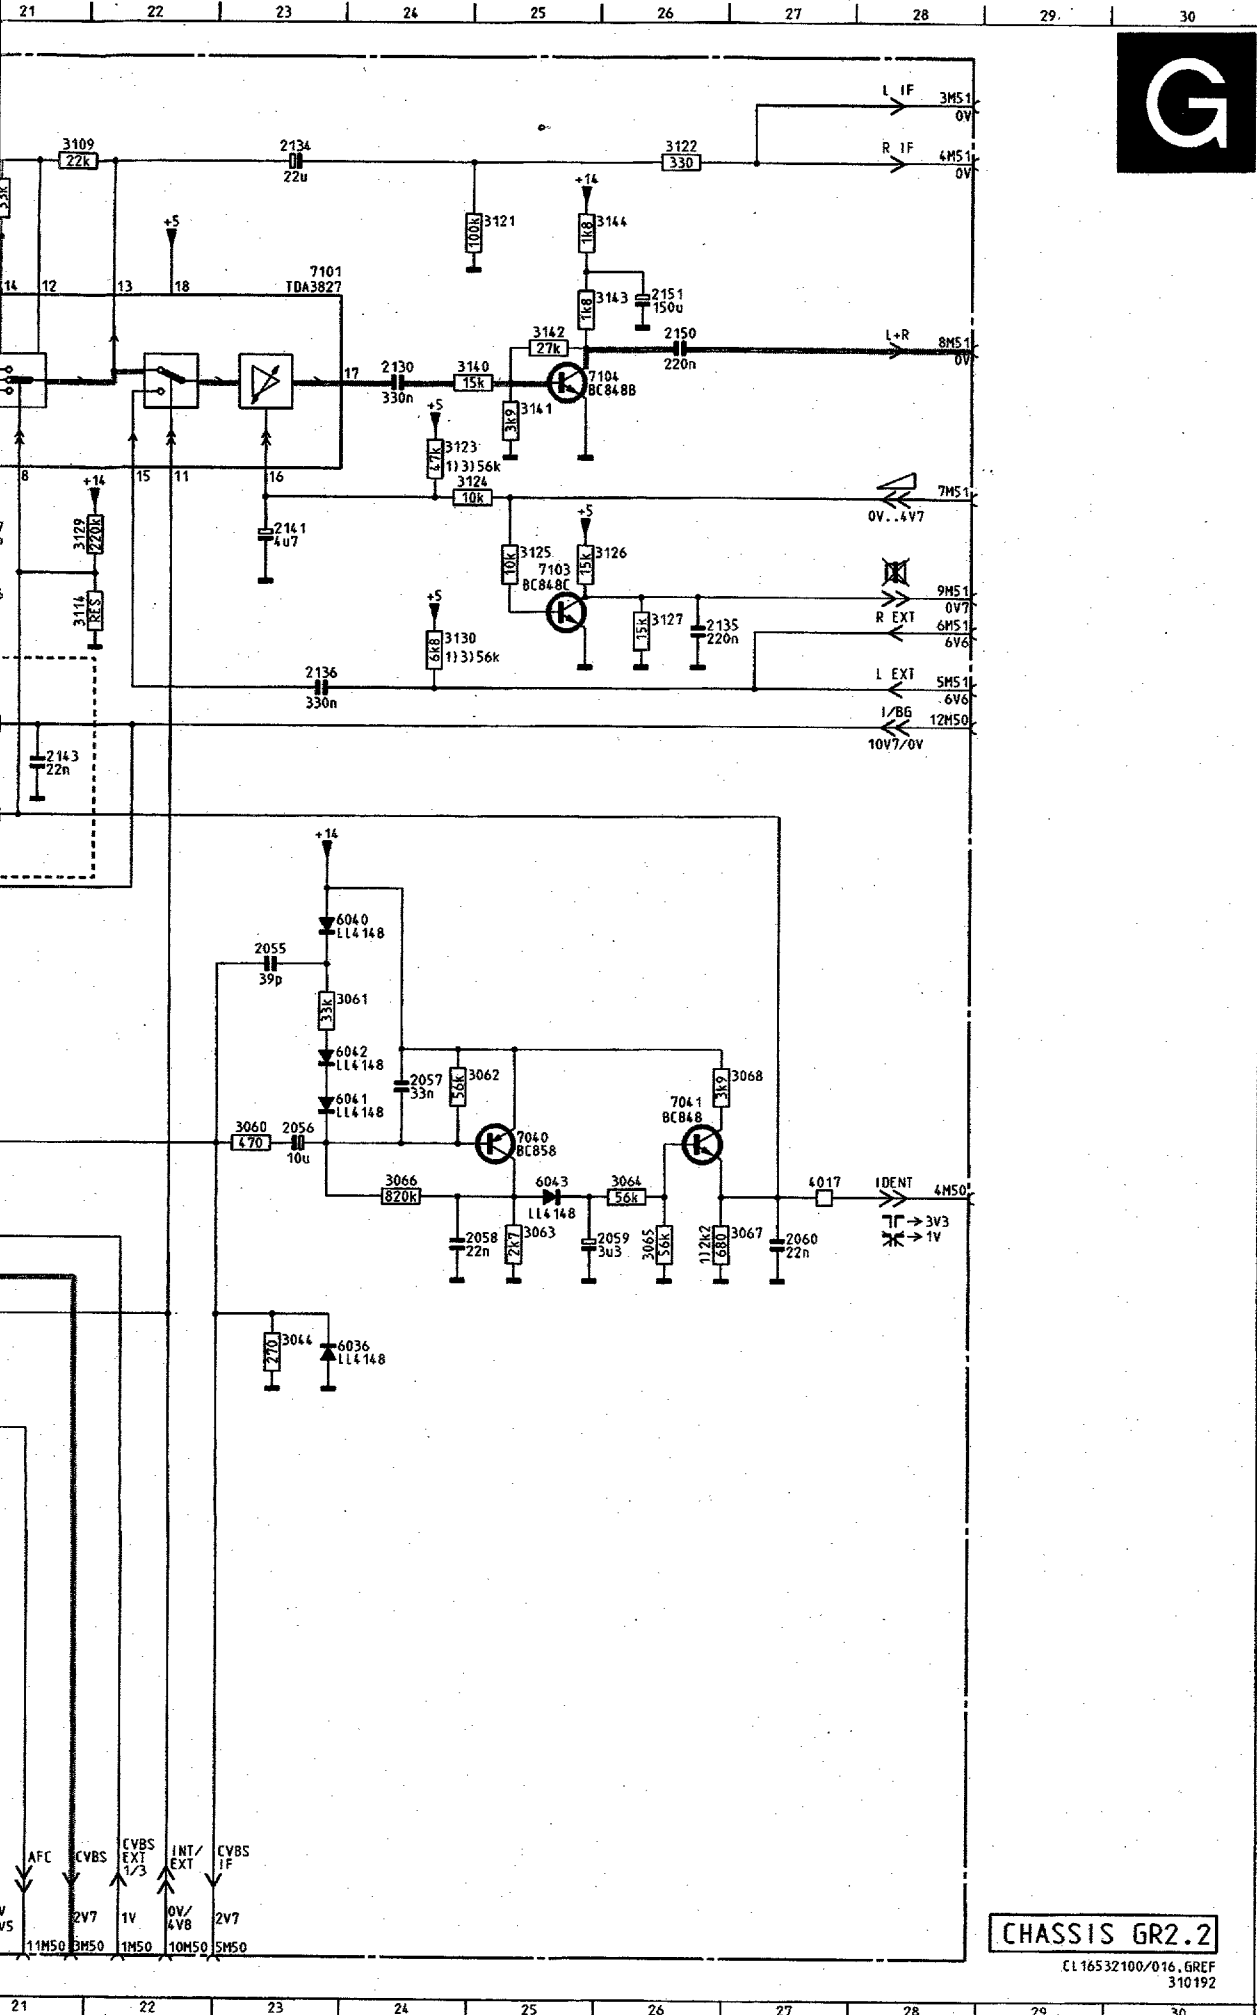 21 22 23 24 25 26 27 28 29 30
G
L IF
3M51
0V
3109
22k
2134
22u
3122
330
R IF
4M51
0V
33k
+14
+5
3121
100k
3144
1k8
14 12 13 18
7101
TDA3827
3143
1k8
2151
150u
3142
27k
2150
220n
L+R
8M51
0V
17
2130
330n
3140
15k
7104
BC848B
3141
3k9
+5
3123
47k
1)3)56k
8 15 11 16
+14
3124
10k
7M51
0V..4V7
3129
220k
2141
4u7
+5
3125
10k
3126
15k
7103
BC848C
9M51
0V7
3114
RES
+5
3130
6k8
1)3)56k
3127
15k
2135
220n
R EXT
6M51
6V6
2136
330n
L EXT
5M51
6V6
I/BG
12M50
10V7/0V
2143
22n
+14
6040
LL4148
2055
39p
3061
33k
6042
LL4148
2057
33n
3062
56k
3068
3k9
6041
LL4148
7041
BC848
3060
470
2056
10u
7040
BC858
3066
820k
6043
LL4148
3064
56k
4017
IDENT
4M50
3V3
1V
2058
22n
3063
2k7
2059
3u3
3065
56k
3067
1)2k2
680
2060
22n
3044
270
6036
LL4148
AFC
CVBS
CVBS
EXT
1/3
INT/
EXT
CVBS
IF
2V7
1V
0V/
4V8
2V7
11M50 3M50 1M50 10M50 5M50
CHASSIS GR2.2
CL16532100/016.GREF
310192
21 22 23 24 25 26 27 28 29 30